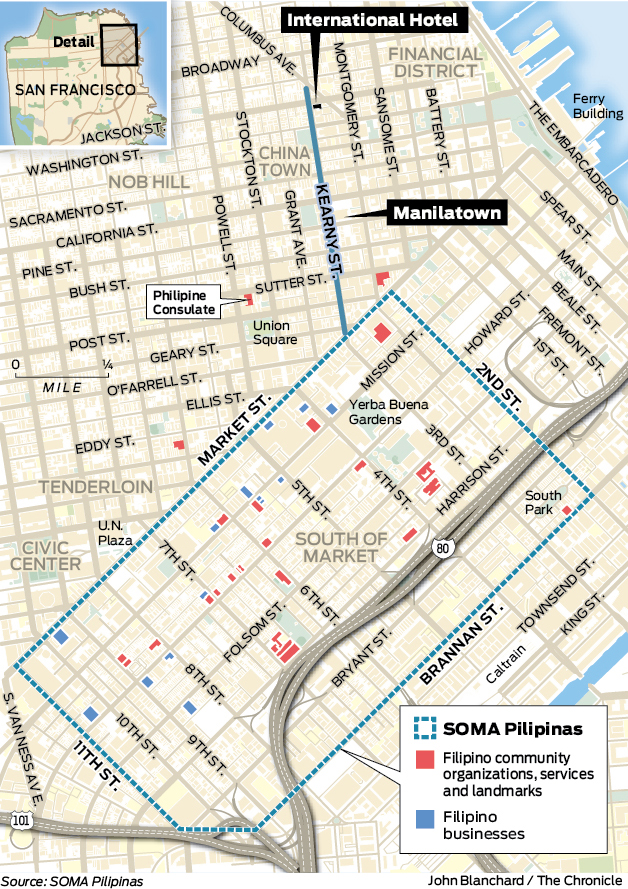 Detail
SAN FRANCISCO
COLUMBUS AVE.
International Hotel
BROADWAY
MONTGOMERY ST.
FINANCIAL
DISTRICT
SANSOME ST.
BATTERY ST.
Ferry
Building
THE EMBARCADERO
JACKSON ST.
WASHINGTON ST.
STOCKTON ST.
CHINA
TOWN
NOB HILL
SACRAMENTO ST.
CALIFORNIA ST.
POWELL ST.
GRANT AVE.
KEARNY ST.
Manilatown
SPEAR ST.
MAIN ST.
BEALE ST.
FREMONT ST.
1ST ST.
HOWARD ST.
PINE ST.
BUSH ST.
SUTTER ST.
Philipine
Consulate
Union
Square
POST ST.
GEARY ST.
0
¼
MILE
O'FARRELL ST.
ELLIS ST.
MISSION ST.
2ND ST.
MARKET ST.
Yerba Buena
Gardens
EDDY ST.
3RD ST.
4TH ST.
HARRISON ST.
TENDERLOIN
5TH ST.
South
Park
U.N.
Plaza
CIVIC
CENTER
7TH ST.
SOUTH OF
MARKET
80
6TH ST.
FOLSOM ST.
TOWNSEND ST.
KING ST.
BRYANT ST.
BRANNAN ST.
Caltrain
8TH ST.
9TH ST.
10TH ST.
11TH ST.
S. VAN NESS AVE.
101
SOMA Pilipinas
Filipino community
organizations, services
and landmarks
Filipino
businesses
Source: SOMA Pilipinas
John Blanchard / The Chronicle